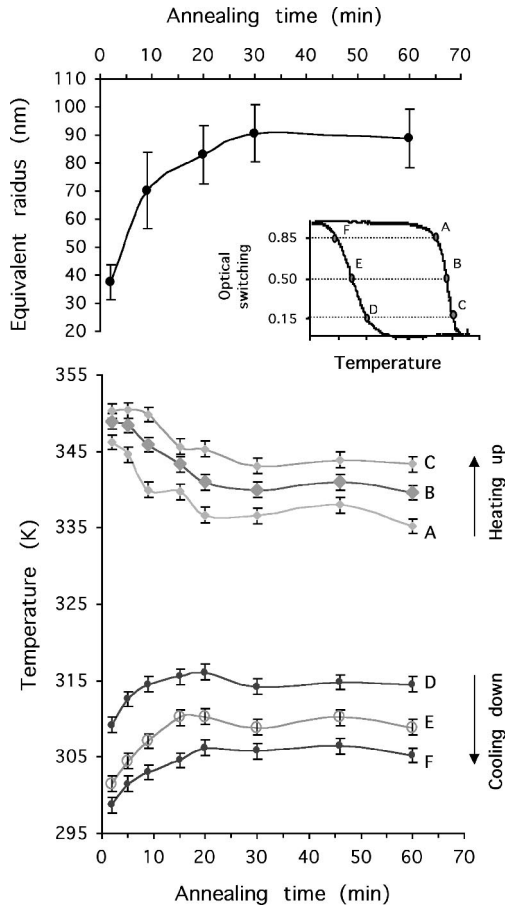 Annealing time (min)
0 10 20 30 40 50 60 70
Equivalent raidus (nm)
110
100
90
80
70
60
50
40
30
20
Optical
switching
0.85
0.50
0.15
F
E
D
A
B
C
Temperature
Temperature (K)
355
345
335
325
315
305
295
C
B
A
Heating up
D
E
F
Cooling down
0 10 20 30 40 50 60 70
Annealing time (min)